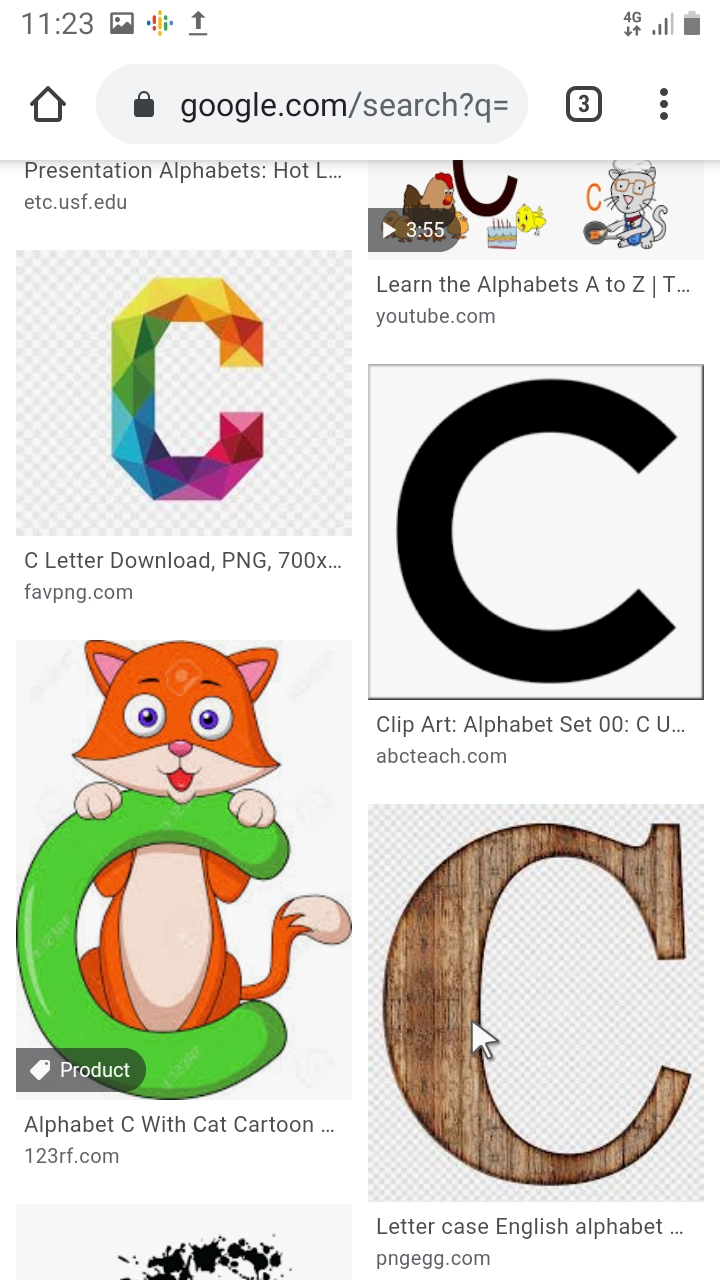 11:23
4G
google.com/search?q=
3
Presentation Alphabets: Hot L...
etc.usf.edu
C
C
3:55
Learn the Alphabets A to Z | T...
youtube.com
C
C Letter Download, PNG, 700x...
favpng.com
C
Clip Art: Alphabet Set 00: C U...
abcteach.com
C
Product
Alphabet C With Cat Cartoon ...
123rf.com
C
Letter case English alphabet ...
pngegg.com